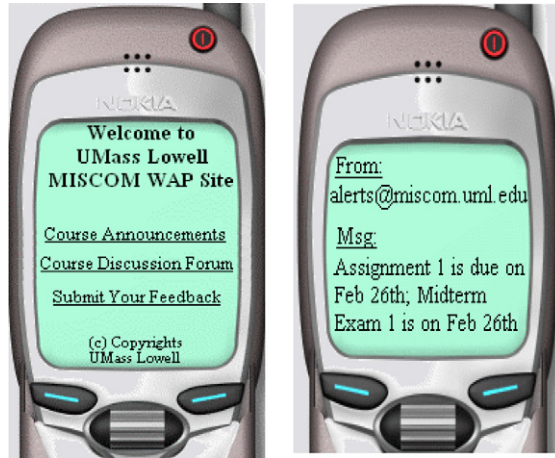 NOKIA
Welcome to
UMass Lowell
MISCOM WAP Site
Course Announcements
Course Discussion Forum
Submit Your Feedback
(c) Copyrights
UMass Lowell
NOKIA
From:
alerts@miscom.uml.edu
Msg:
Assignment 1 is due on
Feb 26th; Midterm
Exam 1 is on Feb 26th